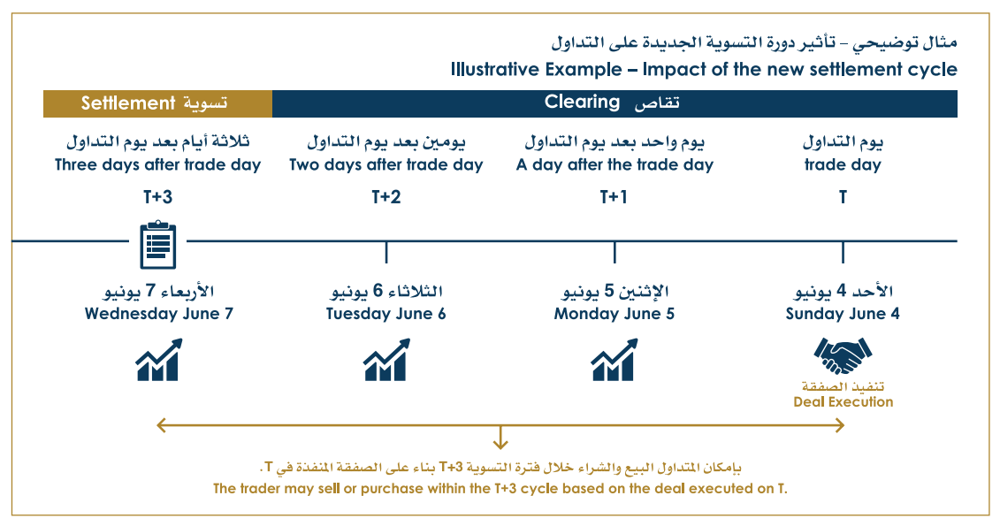 مثال توضيحي – تأثير دورة التسوية الجديدة على التداول
Illustrative Example – Impact of the new settlement cycle
تقاص Clearing
تسوية Settlement
يوم التداول
trade day
T
يوم واحد بعد يوم التداول
A day after the trade day
T+1
يومين بعد يوم التداول
Two days after trade day
T+2
ثلاثة أيام بعد يوم التداول
Three days after trade day
T+3
الأحد 4 يونيو
Sunday June 4
تنفيذ الصفقة
Deal Execution
الإثنين 5 يونيو
Monday June 5
الثلاثاء 6 يونيو
Tuesday June 6
الأربعاء 7 يونيو
Wednesday June 7
بإمكان المتداول البيع والشراء خلال فترة التسوية T+3 بناء على الصفقة المنفذة في T.
The trader may sell or purchase within the T+3 cycle based on the deal executed on T.